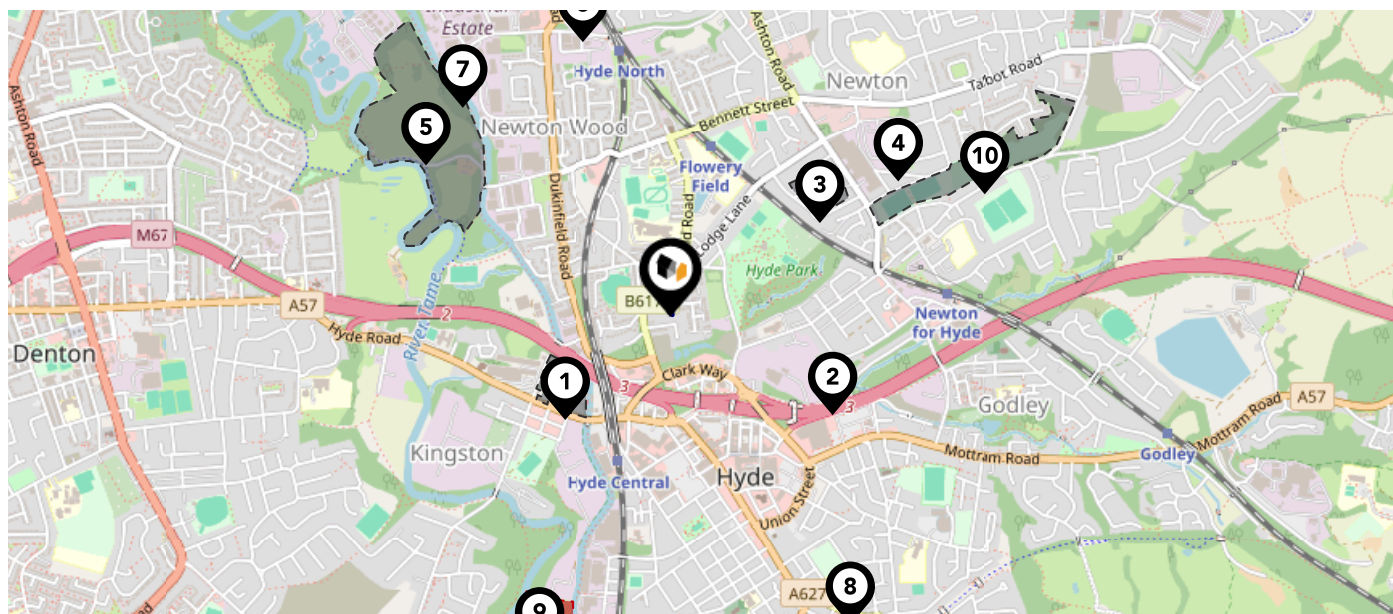 Industrial
Estate
7
5
Hyde North
Ashton Road
Newton
Talbot Road
Bennett Street
Newton Wood
Flowery
Field
4
10
3
Ashton Road
Dukinfield Road
d Road
Lodge Lane
Hyde Park
M67
B617
A57
2
River Tame
Newton
for Hyde
Denton
Hyde Road
1
3
Clark Way
2
3
Godley
A57
Mottram Road
Kingston
Hyde Central
Hyde
Union Street
Mottram Road
Godley
A627
8
9